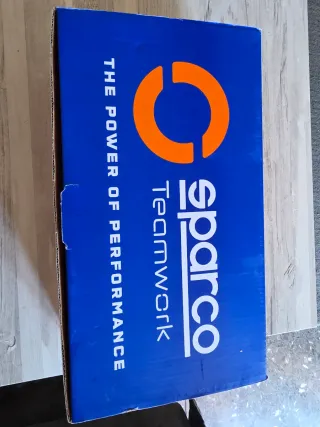 sparco
Teamwork
THE POWER OF PERFORMANCE